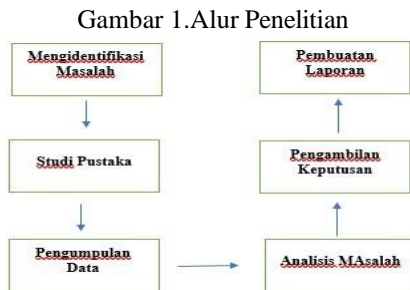 Gambar 1.Alur Penelitian
Mengidentifikasi
Masalah
Studi Pustaka
Pengumpulan
Data
Analisis MAsalah
Pengambilan
Keputusan
Pembuatan
Laporan